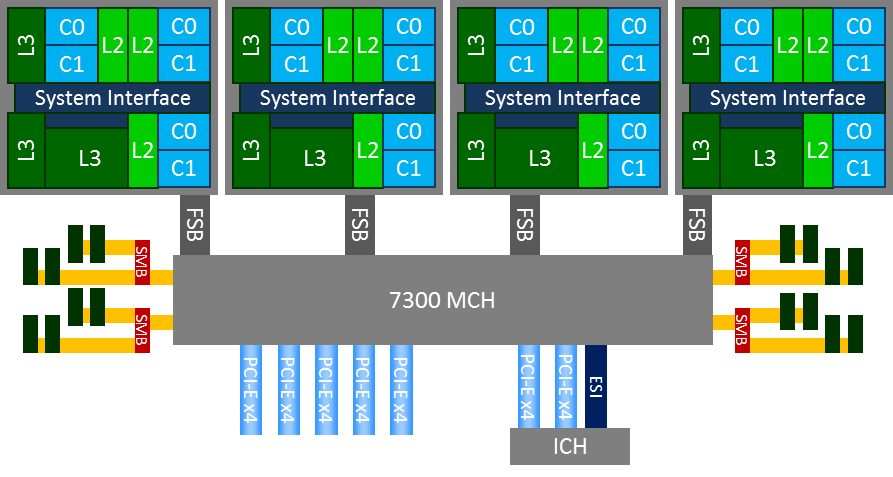 L3 C0 L2 L2 C0
C1 C1
System Interface
L3 L3 L2 C0
C1
L3 C0 L2 L2 C0
C1 C1
System Interface
L3 L3 L2 C0
C1
L3 C0 L2 L2 C0
C1 C1
System Interface
L3 L3 L2 C0
C1
L3 C0 L2 L2 C0
C1 C1
System Interface
L3 L3 L2 C0
C1
FSB
FSB
FSB
FSB
SMB
SMB
7300 MCH
SMB
SMB
PCI-E x4
PCI-E x4
PCI-E x4
PCI-E x4
PCI-E x4
PCI-E x4
PCI-E x4
ESI
ICH